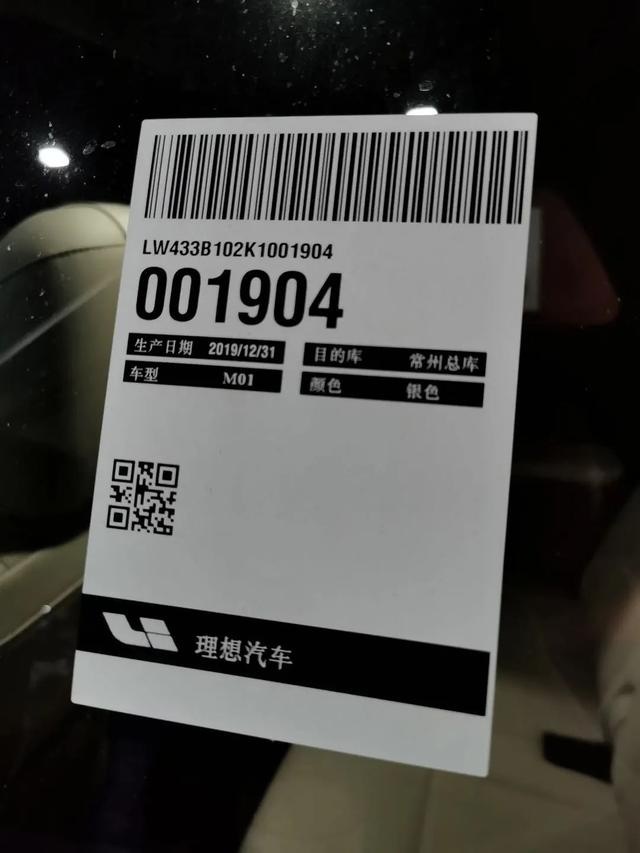 LW433B102K1001904
001904
生产日期 2019/12/31 目的库 常州总库
车型 M01 颜色 银色
理想汽车